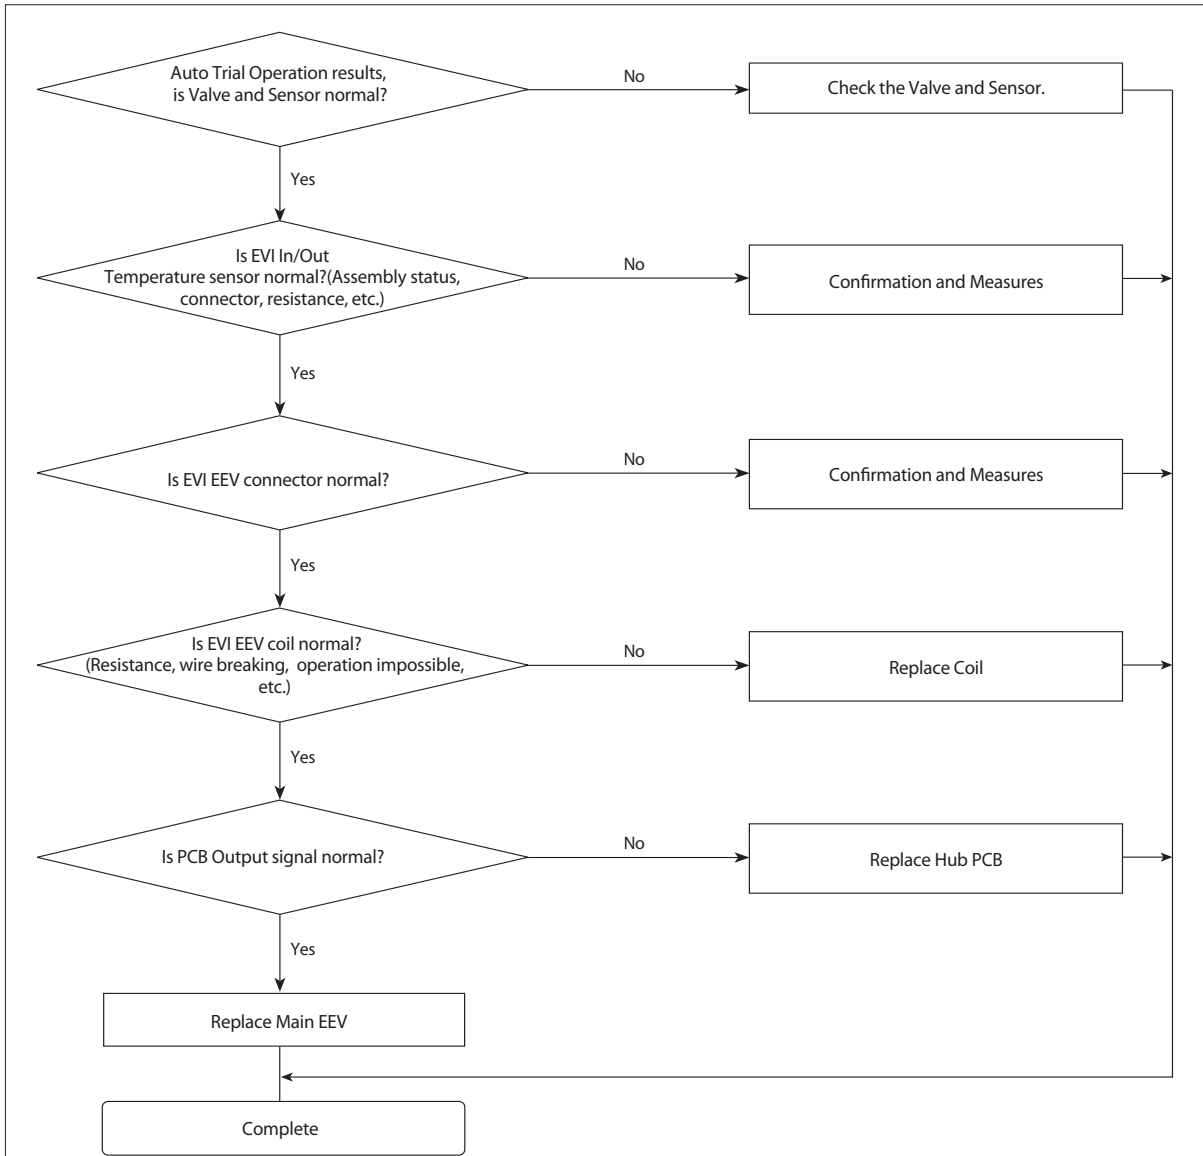 Auto Trial Operation results,
is Valve and Sensor normal?
No
Check the Valve and Sensor.
Yes
Is EVI In/Out
Temperature sensor normal?(Assembly status,
connector, resistance, etc.)
No
Confirmation and Measures
Yes
Is EVI EEV connector normal?
No
Confirmation and Measures
Yes
Is EVI EEV coil normal?
(Resistance, wire breaking,  operation impossible,
etc.)
No
Replace Coil
Yes
Is PCB Output signal normal?
No
Replace Hub PCB
Yes
Replace Main EEV
Complete